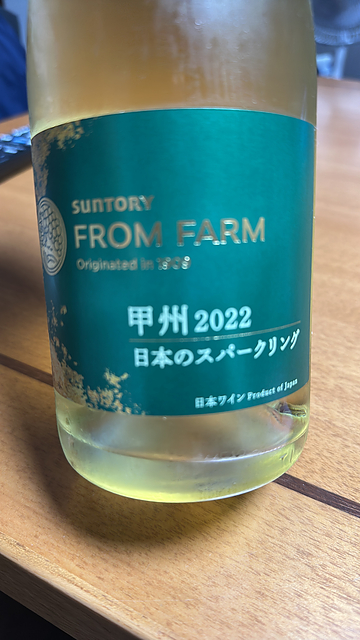 SUNTORY
FROM FARM
Originated in 1909
甲州 2022
日本のスパークリング
日本ワイン Product of Japan